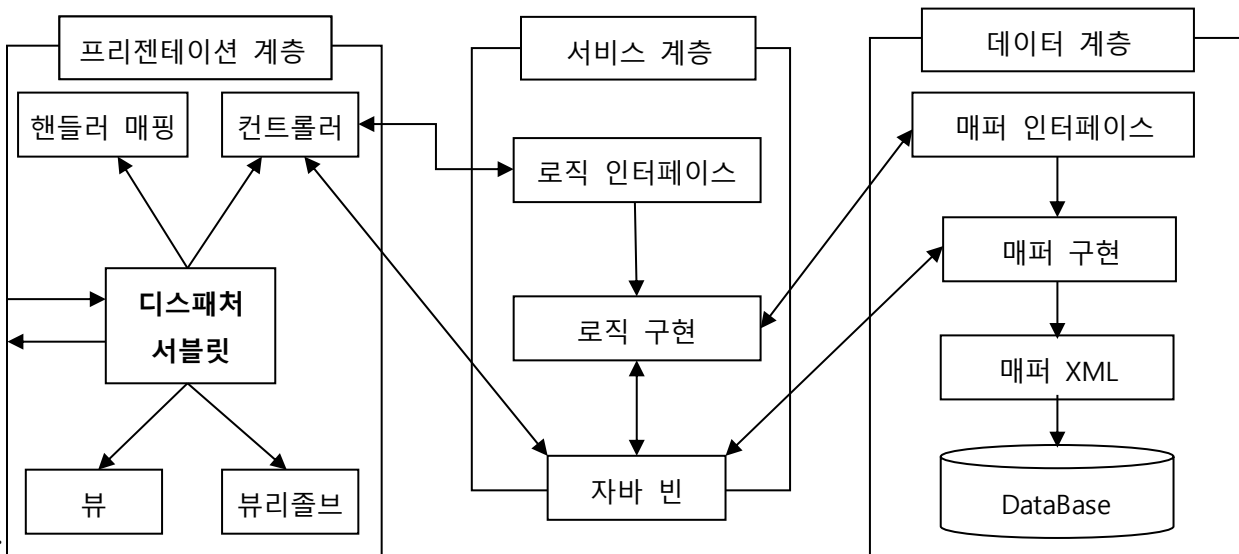 프리젠테이션 계층
서비스 계층
데이터 계층
핸들러 매핑
컨트롤러
매퍼 인터페이스
로직 인터페이스
매퍼 구현
디스패처
서블릿
로직 구현
매퍼 XML
뷰
뷰리졸브
자바 빈
DataBase